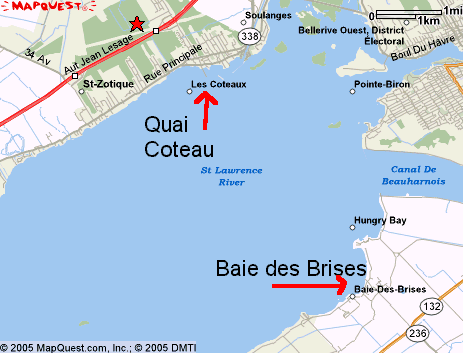 MAPQUEST
Soulanges
0
1mi
1km
338
Bellerive Ouest, District
Électoral
Boul Du Hâvre
34 Av
Aut Jean Lesage
Rue Principale
St-Zotique
Les Coteaux
Pointe-Biron
Quai
Coteau
St Lawrence
River
Canal De
Beauharnois
Hungry Bay
Baie des Brises
Baie-Des-Brises
132
236
© 2005 MapQuest.com, Inc.; © 2005 DMTI